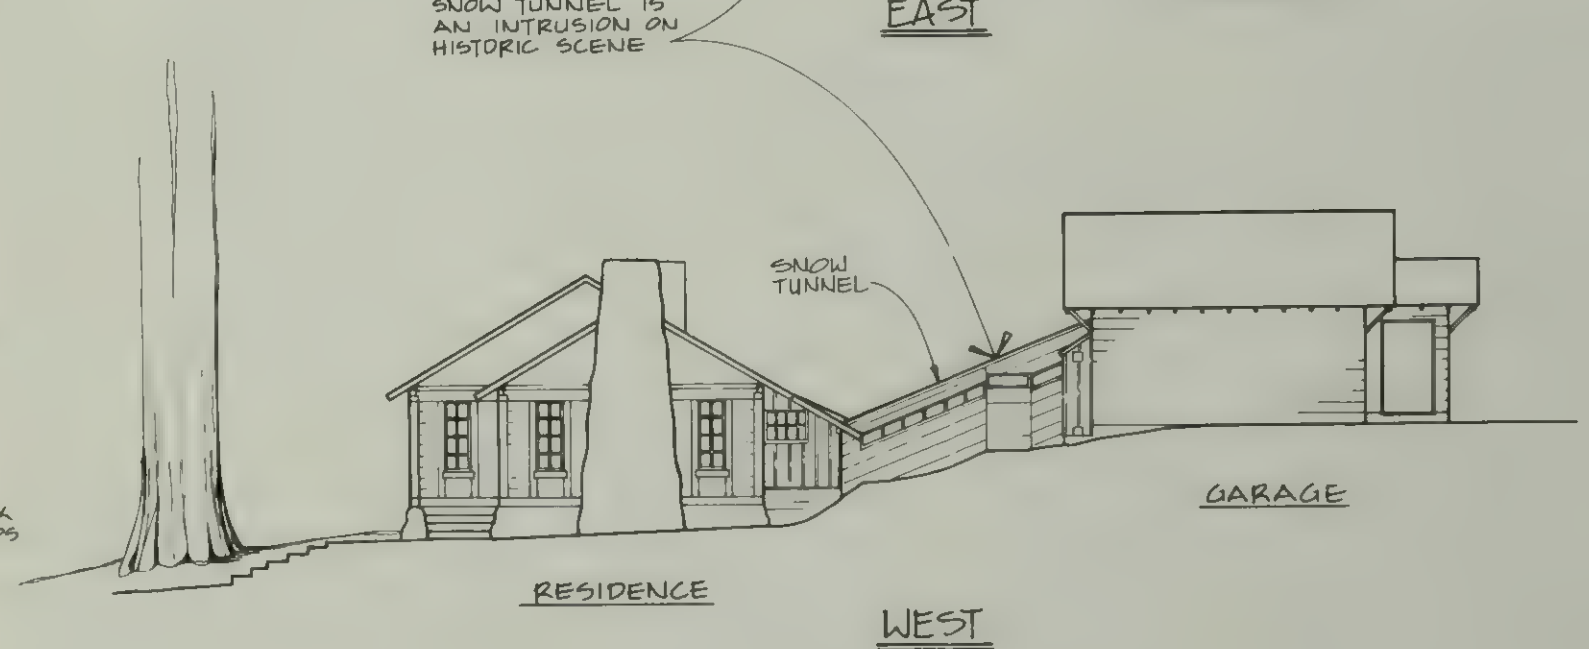 SNOW TUNNEL IS
AN INTRUSION ON
HISTORIC SCENE
EAST
SNOW
TUNNEL
GARAGE
RESIDENCE
WEST